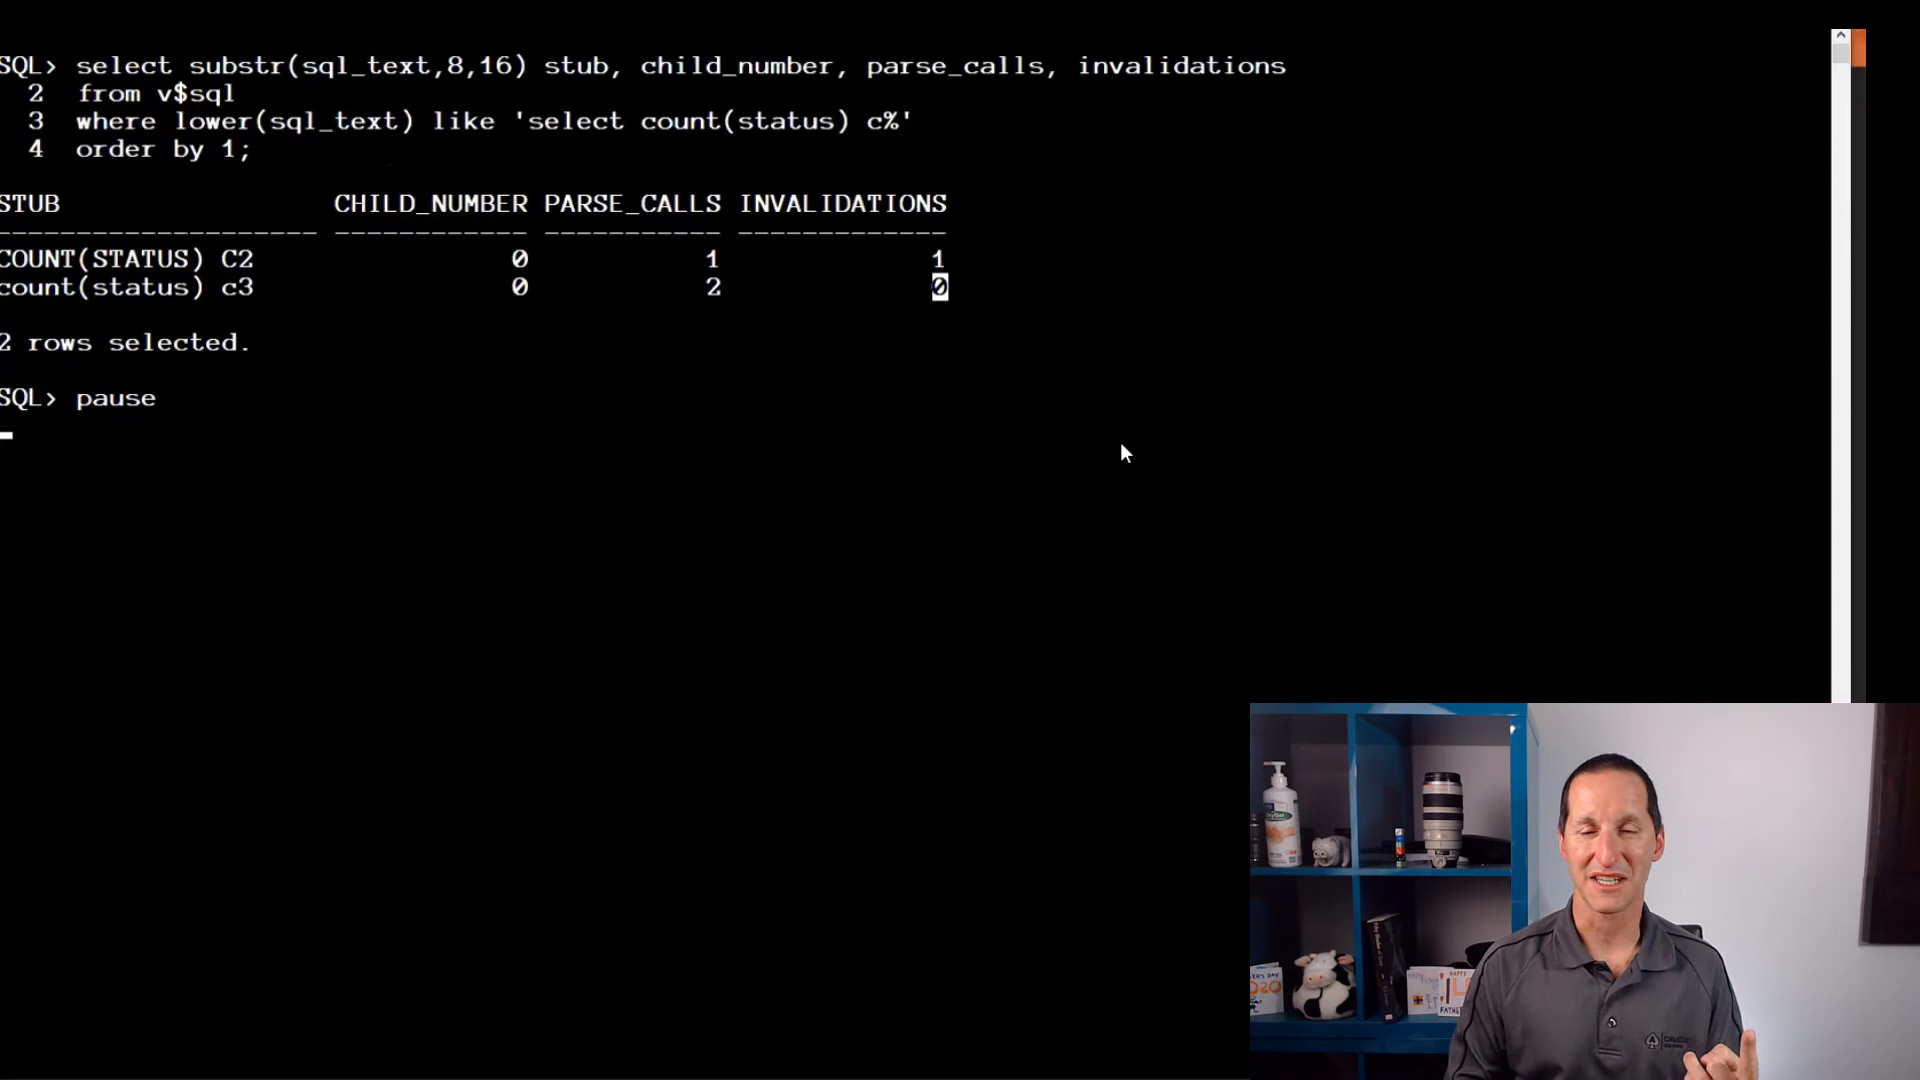 SQL> select substr(sql_text,8,16) stub, child_number, parse_calls, invalidations
2 from v$sql
3 where lower(sql_text) like 'select count(status) c%'
4 order by 1;
STUB CHILD_NUMBER PARSE_CALLS INVALIDATIONS
-------------------- ------------ ----------- -------------
COUNT(STATUS) C2 0 1 1
count(status) c3 0 2 0
2 rows selected.
SQL> pause